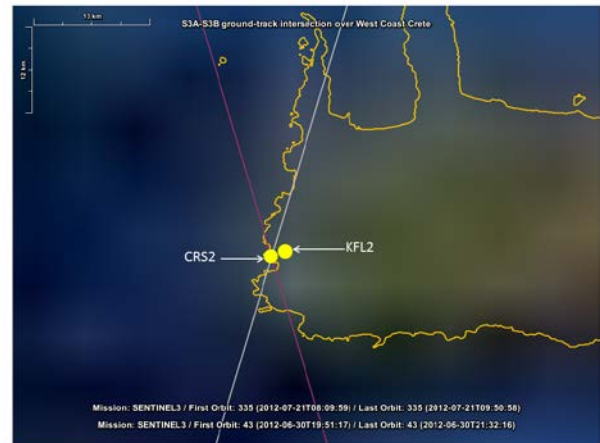 13 km
S3A-S3B ground-track intersection over West Coast Crete
12 km
CRS2
KFL2
Mission: SENTINEL3 / First Orbit: 335 (2012-07-21T08:09:59) / Last Orbit: 335 (2012-07-21T09:50:58)
Mission: SENTINEL3 / First Orbit: 43 (2012-06-30T19:51:17) / Last Orbit: 43 (2012-06-30T21:32:16)